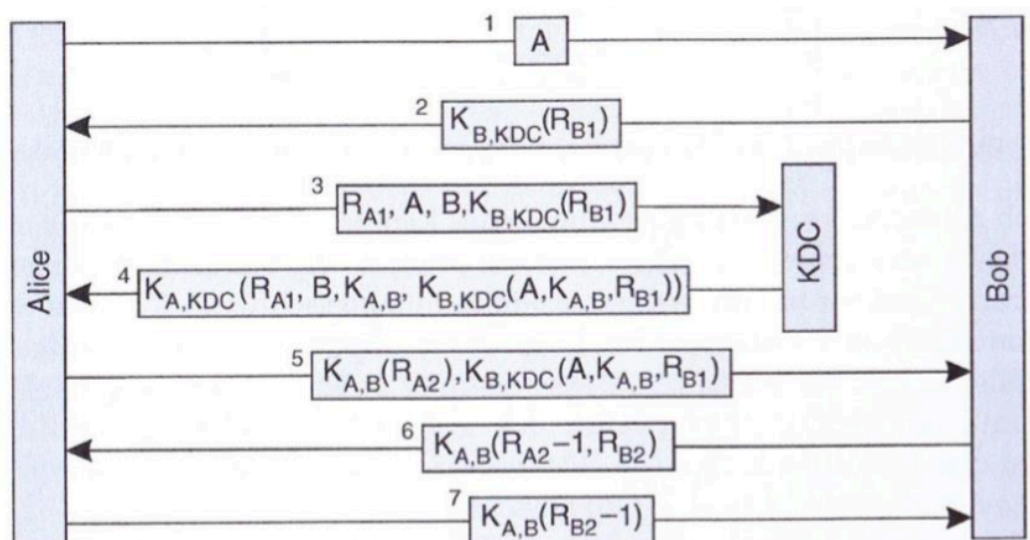 1
A
2
K_B,KDC(R_B1)
3
R_A1, A, B,K_B,KDC(R_B1)
4
K_A,KDC(R_A1, B,K_A,B, K_B,KDC(A,K_A,B,R_B1))
5
K_A,B(R_A2),K_B,KDC(A,K_A,B,R_B1)
6
K_A,B(R_A2−1,R_B2)
7
K_A,B(R_B2−1)
Alice
KDC
Bob